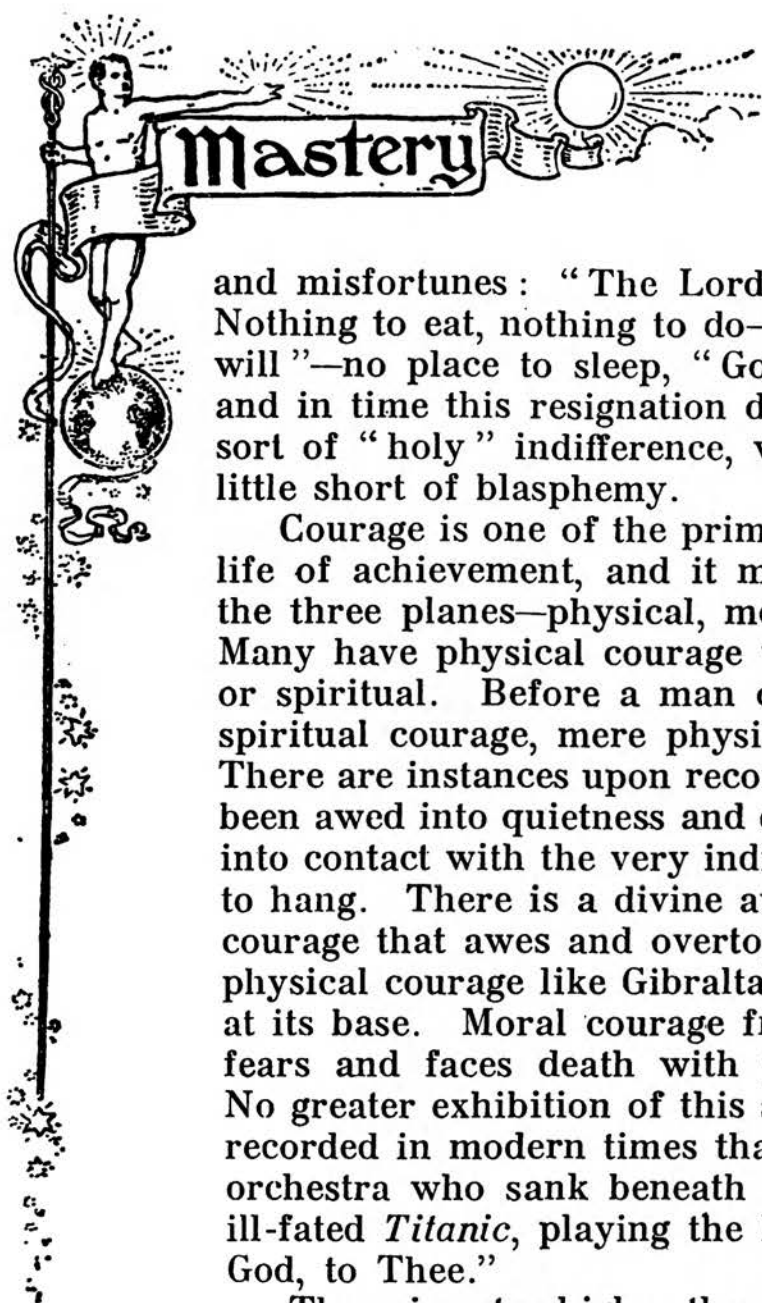 Mastery
and misfortunes: "The Lord
Nothing to eat, nothing to do—
will"—no place to sleep, "Go
and in time this resignation d
sort of "holy" indifference, v
little short of blasphemy.
Courage is one of the prim
life of achievement, and it m
the three planes—physical, me
Many have physical courage
or spiritual. Before a man
spiritual courage, mere physi
There are instances upon reco
been awed into quietness and
into contact with the very indi
to hang. There is a divine a
courage that awes and overto
physical courage like Gibralta
at its base. Moral courage fr
fears and faces death with
No greater exhibition of this
recorded in modern times tha
orchestra who sank beneath
ill-fated Titanic, playing the
God, to Thee."